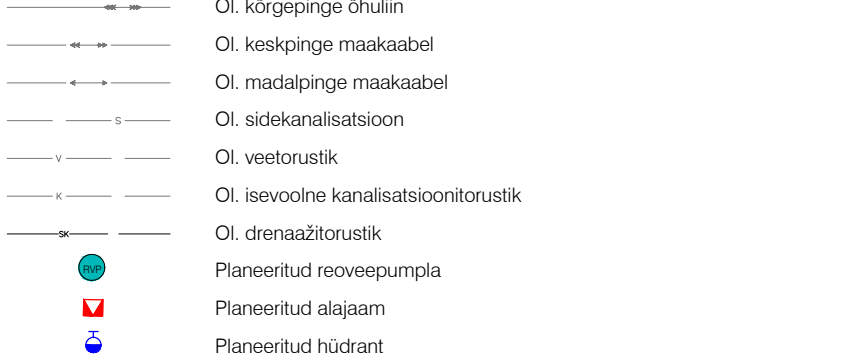 Ol. kõrgepinge õhuliin
Ol. keskpinge maakaabel
Ol. madalpinge maakaabel
S Ol. sidekanalisatsioon
V Ol. veetorustik
K Ol. isevoolne kanalisatsioonitorustik
SK Ol. drenaažitorustik
RVP Planeeritud reoveepumpla
Planeeritud alajaam
Planeeritud hüdrant